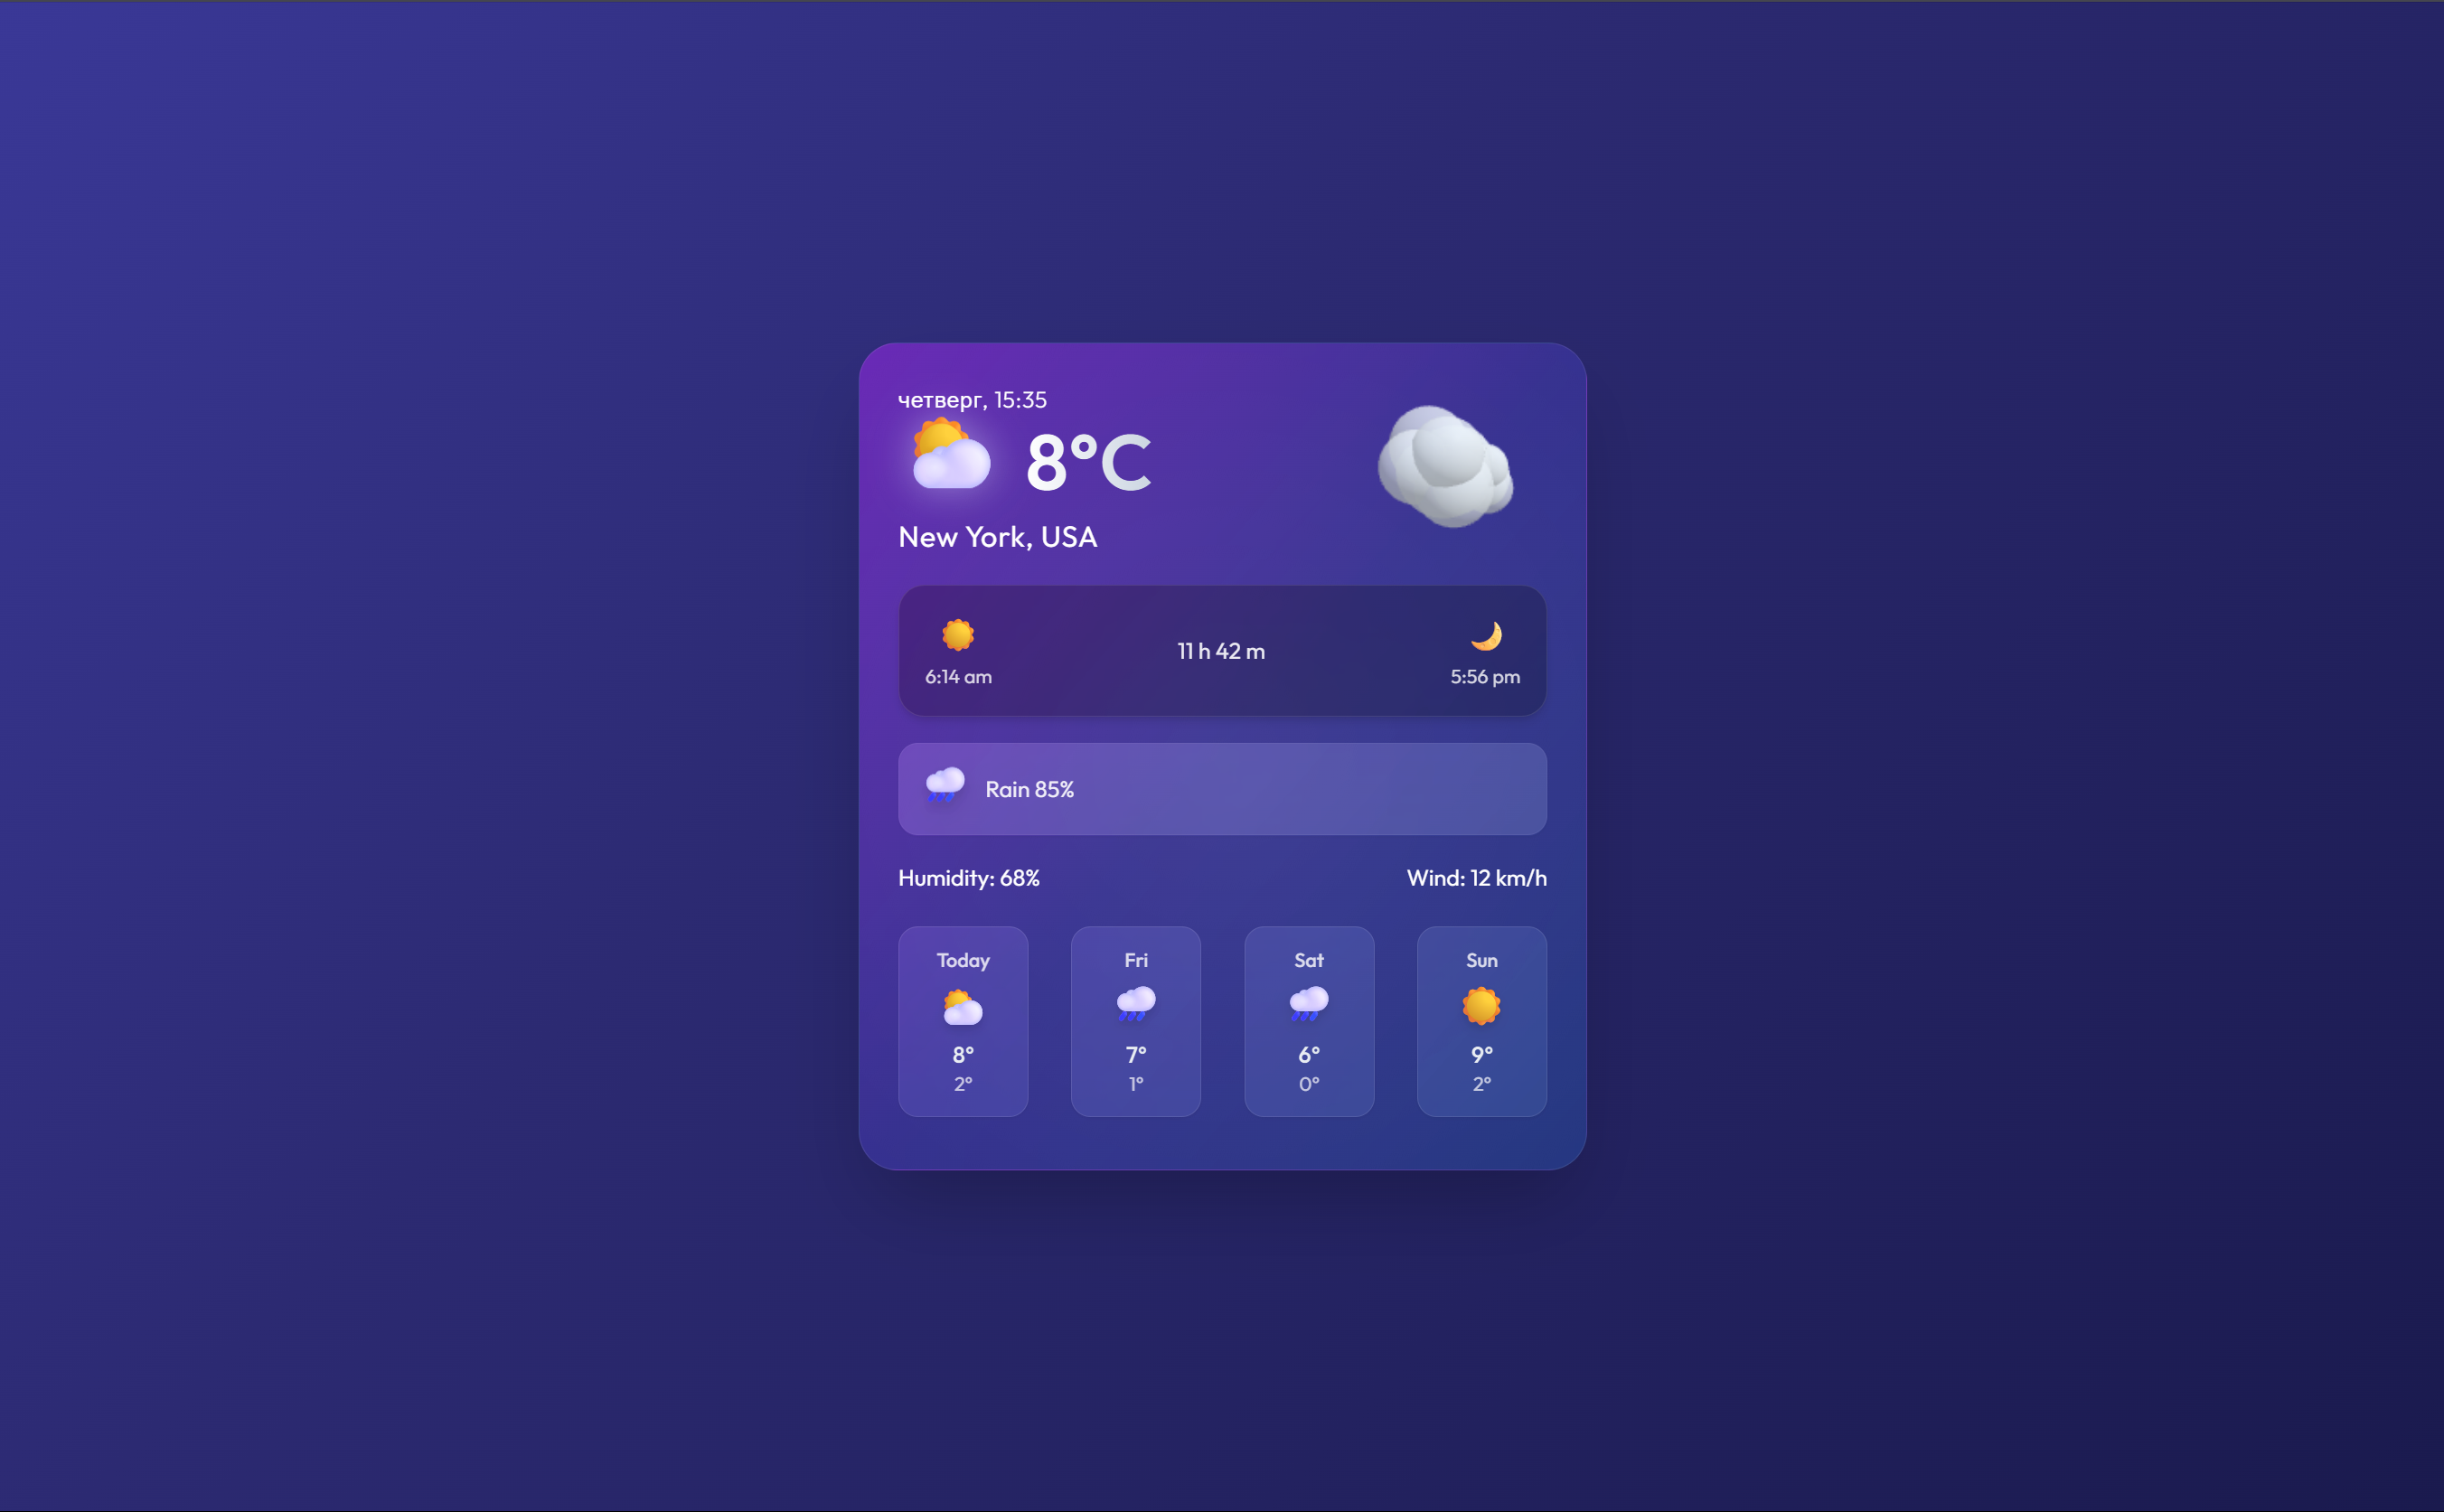 четверг, 15:35
8°C
New York, USA
11 h 42 m
6:14 am
5:56 pm
Rain 85%
Humidity: 68%
Wind: 12 km/h
Today
Fri
Sat
Sun
8°
7°
6°
9°
2°
1°
0°
2°